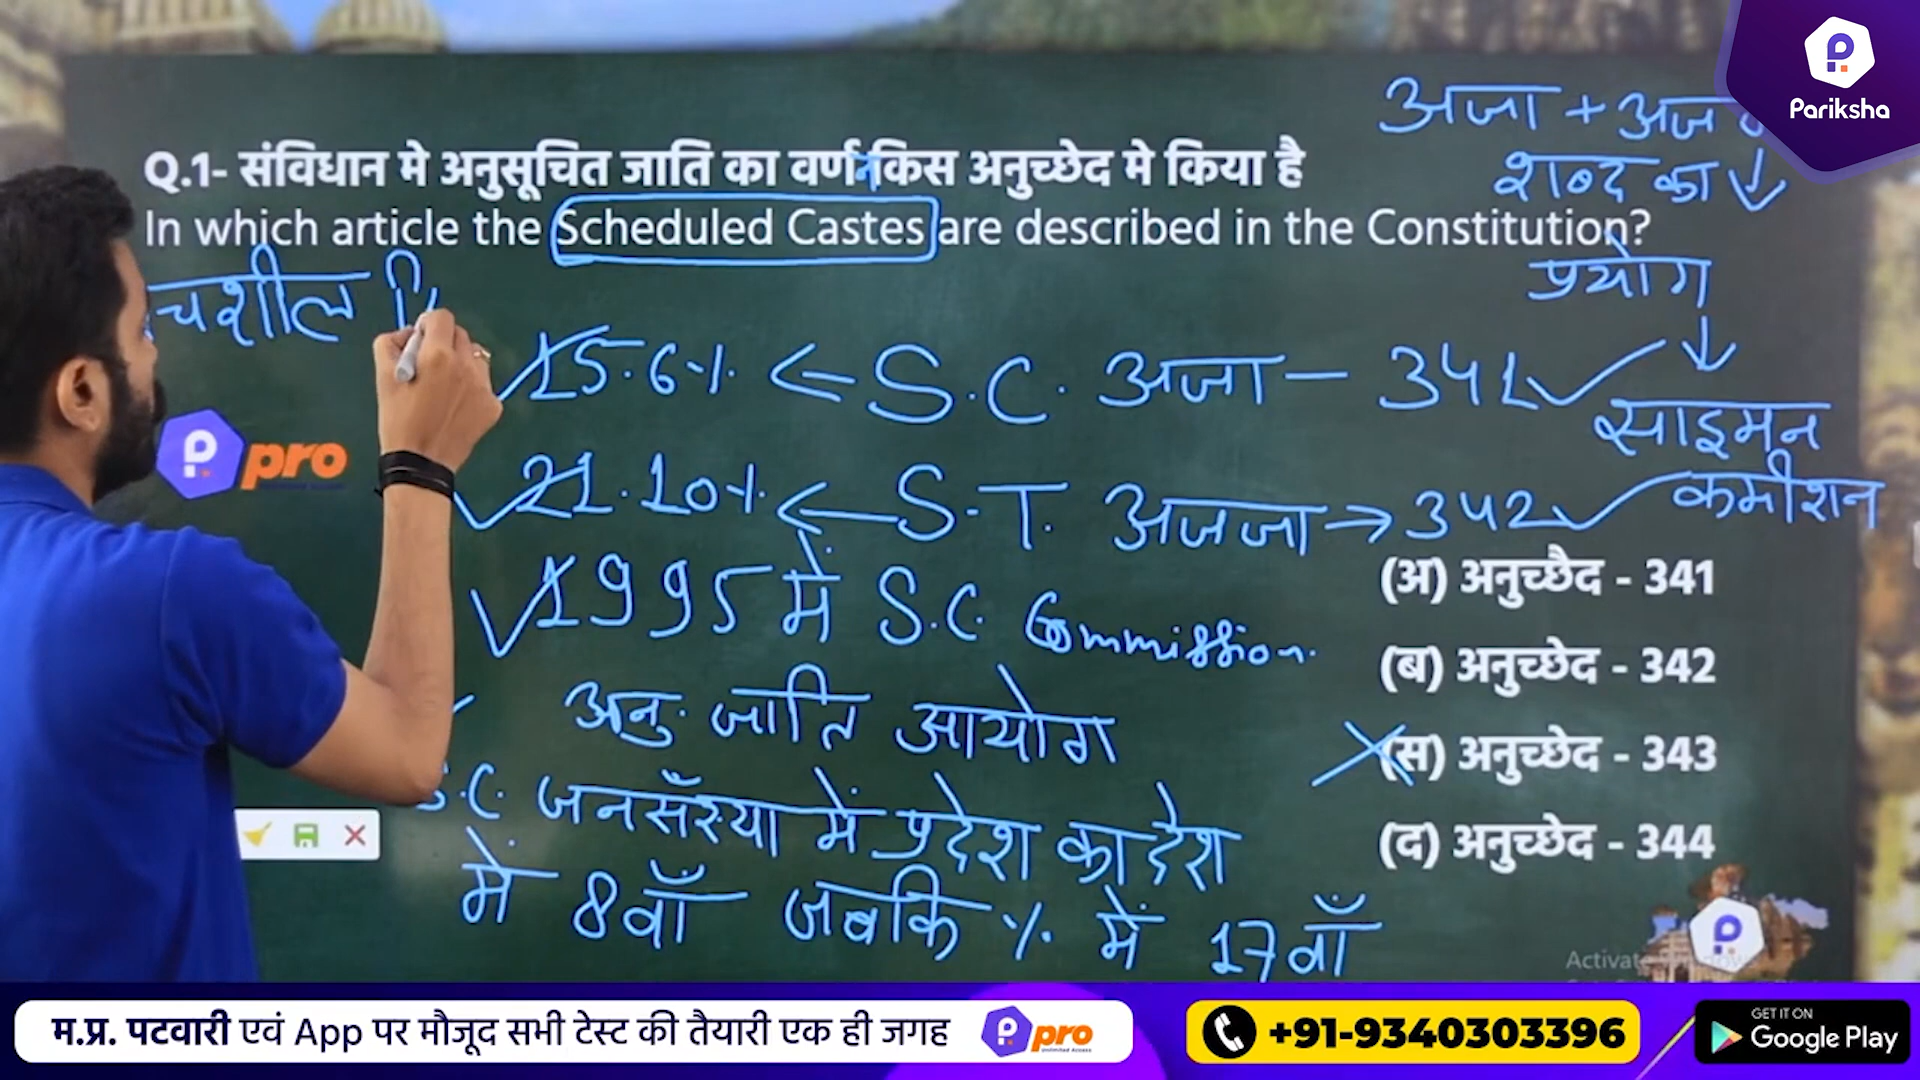 Pariksha
अजा + अज
शब्द का ↓
Q.1- संविधान मे अनुसूचित जाति का वर्णन किस अनुच्छेद मे किया है
In which article the Scheduled Castes are described in the Constitution?
प्रयोग
चशील
15.6% ← S.C. अजा – 341
साइमन
कमीशन
pro
21.10% ← S.T. अजजा → 342
(अ) अनुच्छैद - 341
1995 में S.C. Commission.
(ब) अनुच्छेद - 342
अनु. जाति आयोग
(स) अनुच्छेद - 343
S.C. जनसँख्या में प्रदेश का देश
(द) अनुच्छेद - 344
में 8वाँ जबकि % में 17वाँ
Activate
म.प्र. पटवारी एवं App पर मौजूद सभी टेस्ट की तैयारी एक ही जगह
pro
+91-9340303396
GET IT ON
Google Play